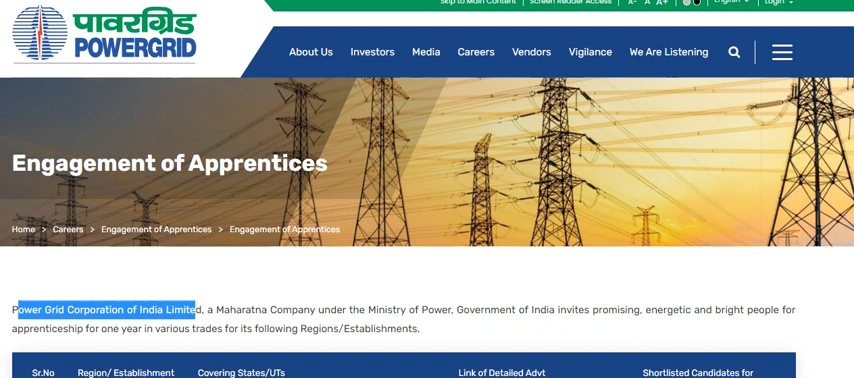 Skip to Main Content | Screen Reader Access | A- A A+ | English | Login
पावरग्रिड
POWERGRID
About Us Investors Media Careers Vendors Vigilance We Are Listening
Engagement of Apprentices
Home > Careers > Engagement of Apprentices > Engagement of Apprentices
Power Grid Corporation of India Limited, a Maharatna Company under the Ministry of Power, Government of India invites promising, energetic and bright people for
apprenticeship for one year in various trades for its following Regions/Establishments.
Sr.No Region/ Establishment Covering States/UTs Link of Detailed Advt Shortlisted Candidates for